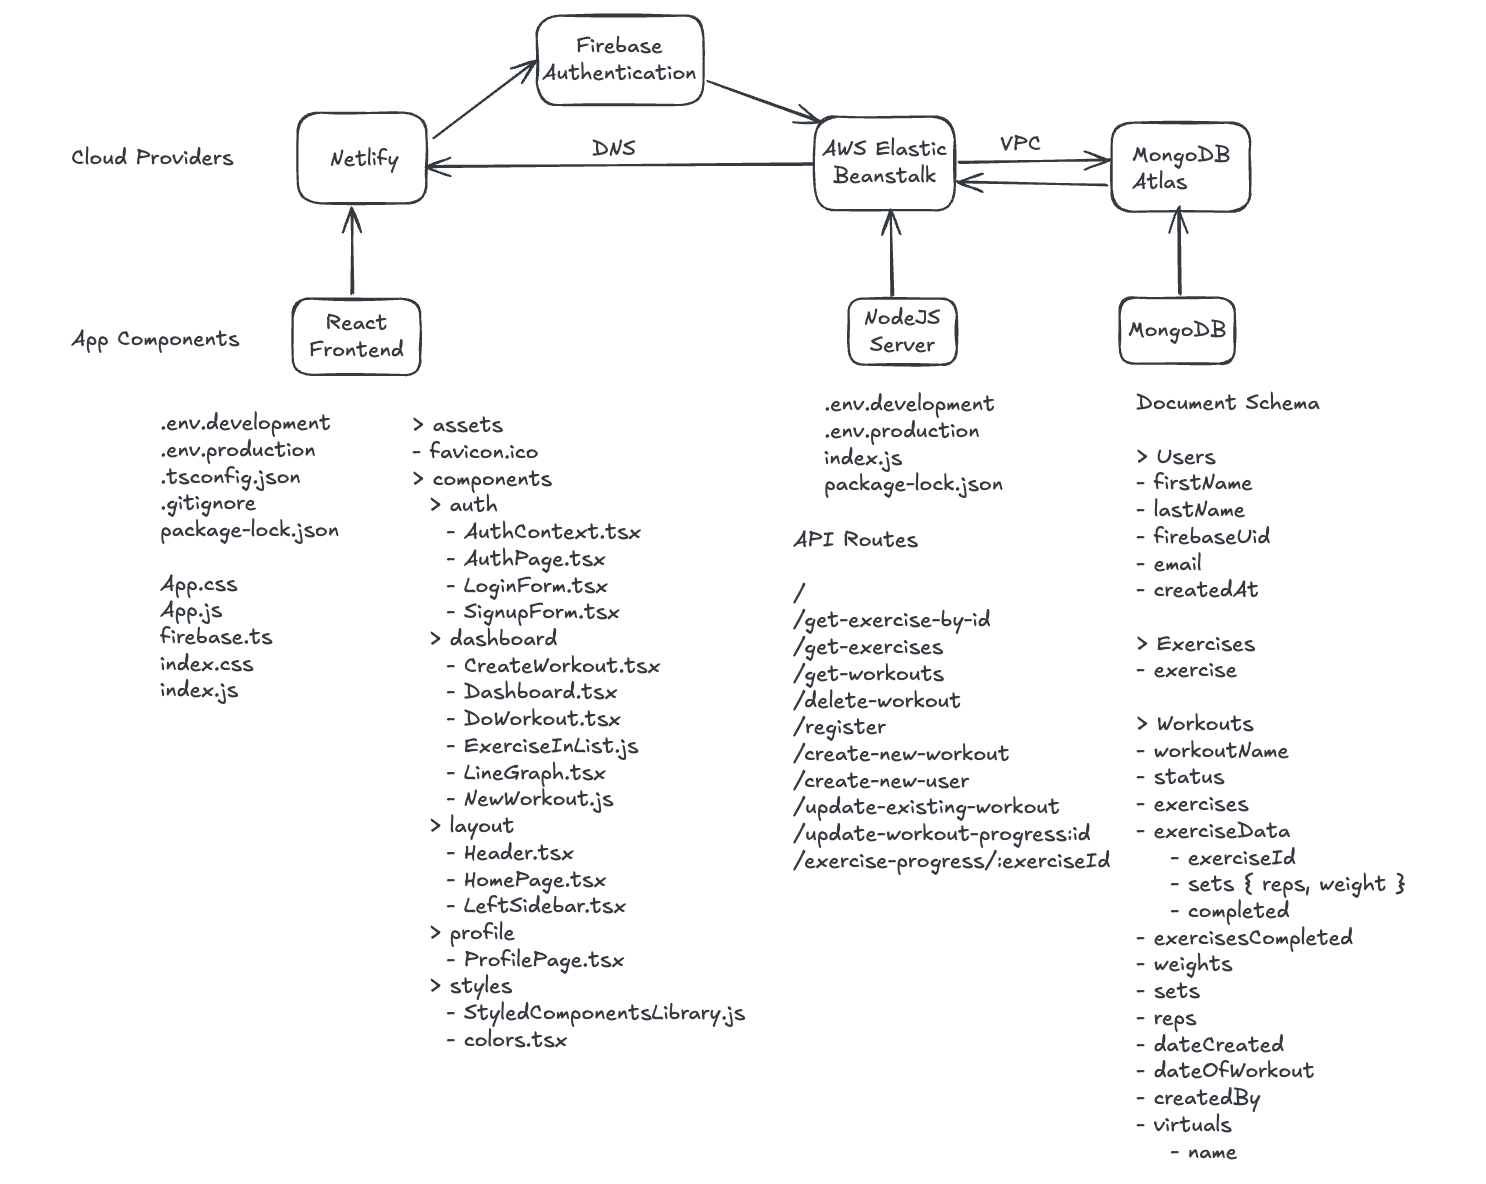 Firebase
Authentication
Cloud Providers
Netlify
DNS
AWS Elastic
Beanstalk
VPC
MongoDB
Atlas
App Components
React
Frontend
NodeJS
Server
MongoDB
.env.development
.env.production
.tsconfig.json
.gitignore
package-lock.json
App.css
App.js
firebase.ts
index.css
index.js
> assets
- favicon.ico
> components
> auth
- AuthContext.tsx
- AuthPage.tsx
- LoginForm.tsx
- SignupForm.tsx
> dashboard
- CreateWorkout.tsx
- Dashboard.tsx
- DoWorkout.tsx
- ExerciseInList.js
- LineGraph.tsx
- NewWorkout.js
> layout
- Header.tsx
- HomePage.tsx
- LeftSidebar.tsx
> profile
- ProfilePage.tsx
> styles
- StyledComponentsLibrary.js
- colors.tsx
.env.development
.env.production
index.js
package-lock.json
API Routes
/
/get-exercise-by-id
/get-exercises
/get-workouts
/delete-workout
/register
/create-new-workout
/create-new-user
/update-existing-workout
/update-workout-progress:id
/exercise-progress/:exerciseId
Document Schema
> Users
- firstName
- lastName
- firebaseUid
- email
- createdAt
> Exercises
- exercise
> Workouts
- workoutName
- status
- exercises
- exerciseData
- exerciseId
- sets { reps, weight }
- completed
- exercisesCompleted
- weights
- sets
- reps
- dateCreated
- dateOfWorkout
- createdBy
- virtuals
- name